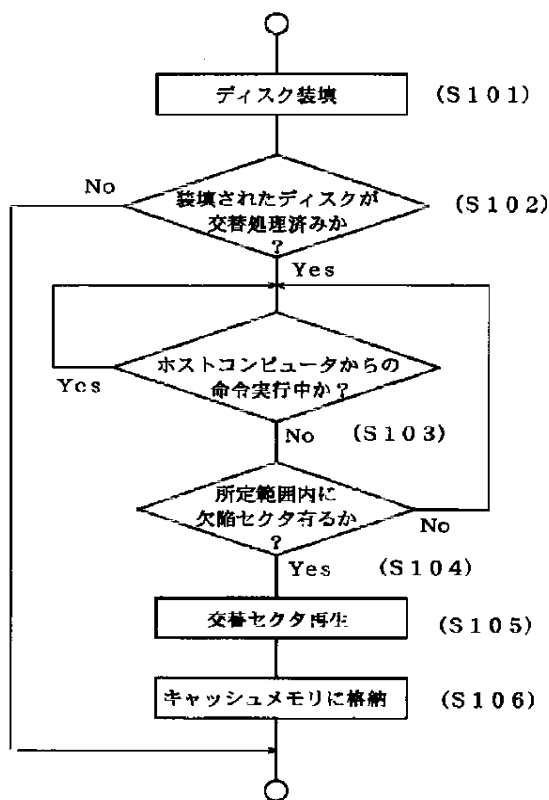 ディスク装填
(S101)
No
装填されたディスクが
交替処理済みか
?
(S102)
Yes
ホストコンピュータからの
命令実行中か?
Yes
No
(S103)
所定範囲内に
欠陥セクタ有るか
?
No
Yes
(S104)
交替セクタ再生
(S105)
キャッシュメモリに格納
(S106)